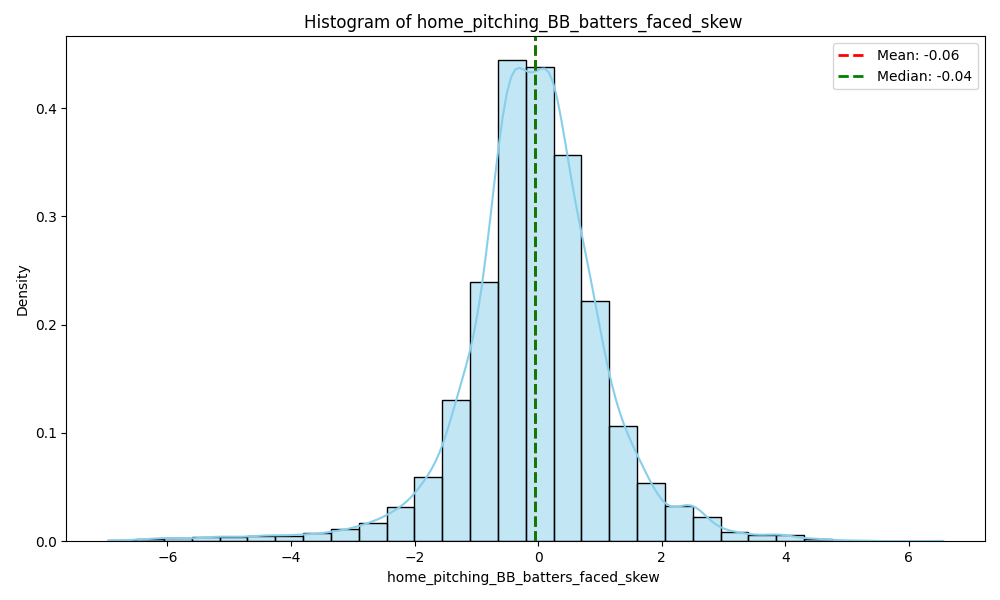 Histogram of home_pitching_BB_batters_faced_skew
Mean: -0.06
Median: -0.04
Density
0.4
0.3
0.2
0.1
0.0
−6
−4
−2
0
2
4
6
home_pitching_BB_batters_faced_skew